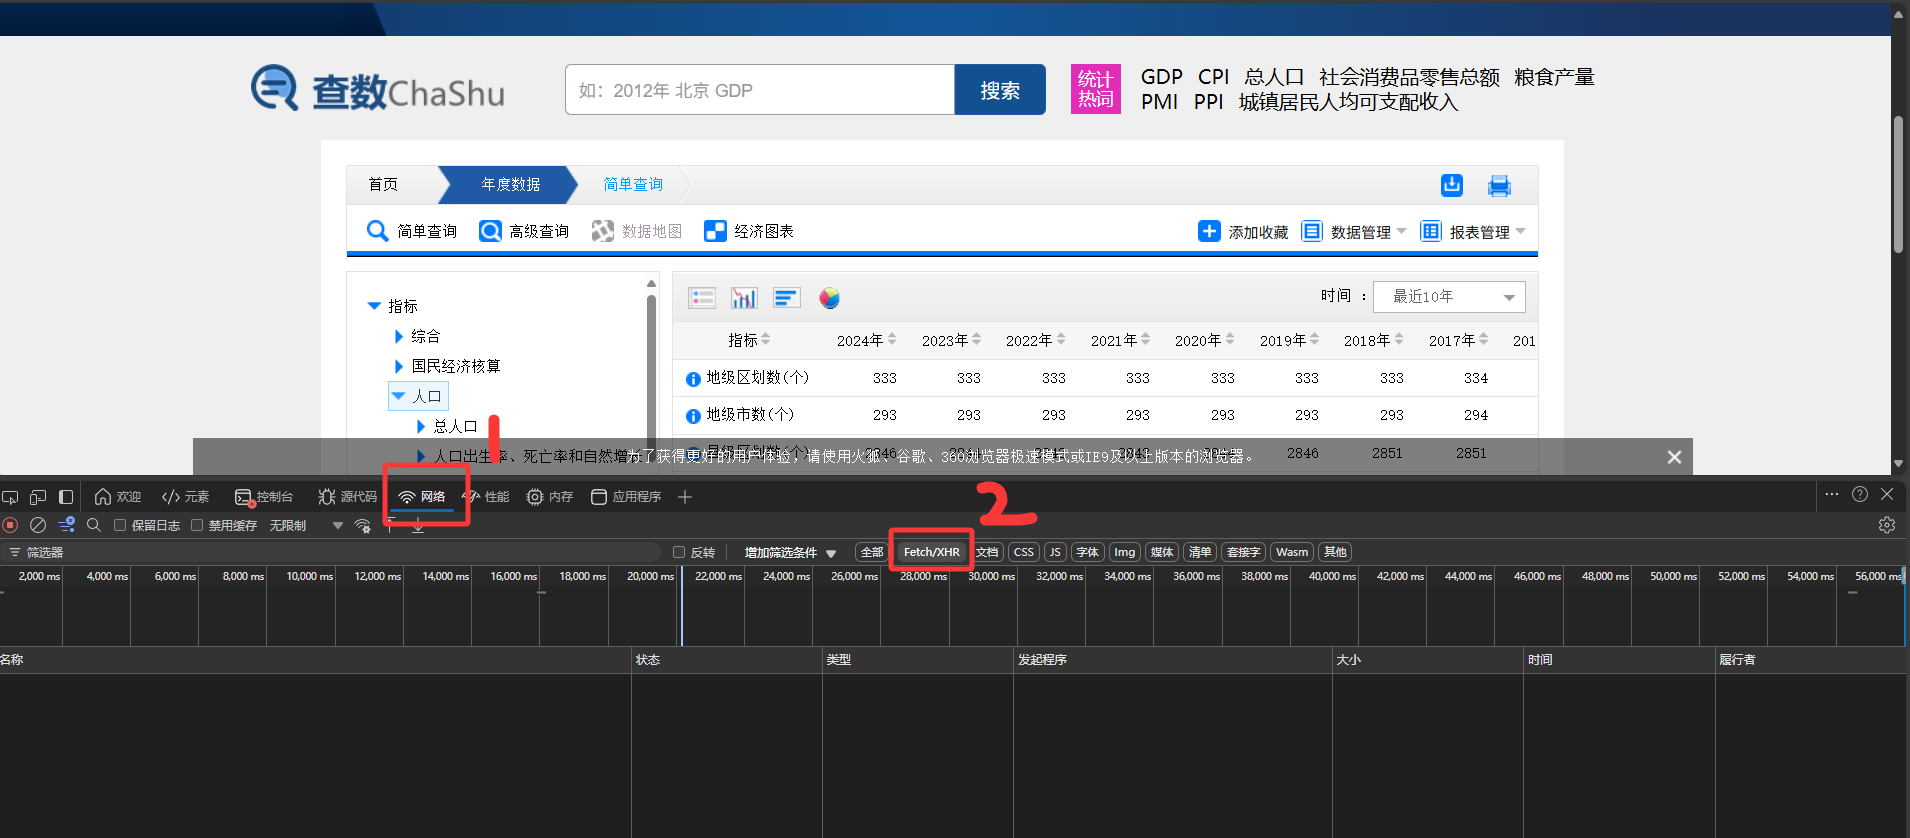 查数ChaShu
如：2012年 北京 GDP
搜索
统计
热词
GDP CPI 总人口 社会消费品零售总额 粮食产量
PMI PPI 城镇居民人均可支配收入
首页 年度数据 简单查询
简单查询 高级查询 数据地图 经济图表 添加收藏 数据管理 报表管理
指标
综合
国民经济核算
人口
总人口
人口出生率、死亡率和自然增
时间 ： 最近10年
指标 2024年 2023年 2022年 2021年 2020年 2019年 2018年 2017年 201
地级区划数(个) 333 333 333 333 333 333 333 334
地级市数(个) 293 293 293 293 293 293 293 294
县级区划数(个) 2846 2851 2851
为了获得更好的用户体验，请使用火狐、谷歌、360浏览器极速模式或IE9及以上版本的浏览器。
1
欢迎 元素 控制台 源代码 网络 性能 内存 应用程序
2
保留日志 禁用缓存 无限制
筛选器 反转 增加筛选条件 全部 Fetch/XHR 文档 CSS JS 字体 Img 媒体 清单 套接字 Wasm 其他
2,000 ms 4,000 ms 6,000 ms 8,000 ms 10,000 ms 12,000 ms 14,000 ms 16,000 ms 18,000 ms 20,000 ms 22,000 ms 24,000 ms 26,000 ms 28,000 ms 30,000 ms 32,000 ms 34,000 ms 36,000 ms 38,000 ms 40,000 ms 42,000 ms 44,000 ms 46,000 ms 48,000 ms 50,000 ms 52,000 ms 54,000 ms 56,000 ms
名称 状态 类型 发起程序 大小 时间 履行者